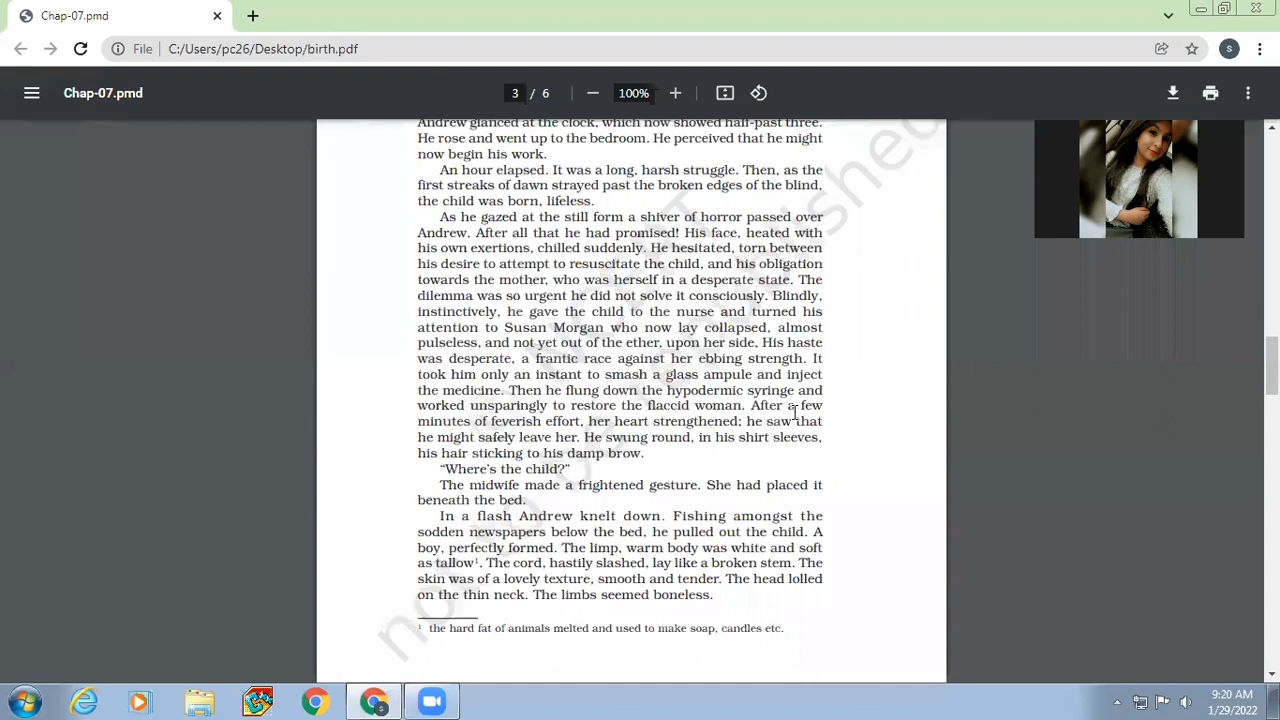 Chap-07.pmd
File
C:/Users/pc26/Desktop/birth.pdf
S
Chap-07.pmd
3 / 6
100%
Andrew glanced at the clock, which now showed half-past three.
He rose and went up to the bedroom. He perceived that he might
now begin his work.
An hour elapsed. It was a long, harsh struggle. Then, as the
first streaks of dawn strayed past the broken edges of the blind,
the child was born, lifeless.
As he gazed at the still form a shiver of horror passed over
Andrew. After all that he had promised! His face, heated with
his own exertions, chilled suddenly. He hesitated, torn between
his desire to attempt to resuscitate the child, and his obligation
towards the mother, who was herself in a desperate state. The
dilemma was so urgent he did not solve it consciously. Blindly,
instinctively, he gave the child to the nurse and turned his
attention to Susan Morgan who now lay collapsed, almost
pulseless, and not yet out of the ether, upon her side, His haste
was desperate, a frantic race against her ebbing strength. It
took him only an instant to smash a glass ampule and inject
the medicine. Then he flung down the hypodermic syringe and
worked unsparingly to restore the flaccid woman. After a few
minutes of feverish effort, her heart strengthened; he saw that
he might safely leave her. He swung round, in his shirt sleeves,
his hair sticking to his damp brow.
“Where’s the child?”
The midwife made a frightened gesture. She had placed it
beneath the bed.
In a flash Andrew knelt down. Fishing amongst the
sodden newspapers below the bed, he pulled out the child. A
boy, perfectly formed. The limp, warm body was white and soft
as tallow¹. The cord, hastily slashed, lay like a broken stem. The
skin was of a lovely texture, smooth and tender. The head lolled
on the thin neck. The limbs seemed boneless.
¹ the hard fat of animals melted and used to make soap, candles etc.
9:20 AM
1/29/2022